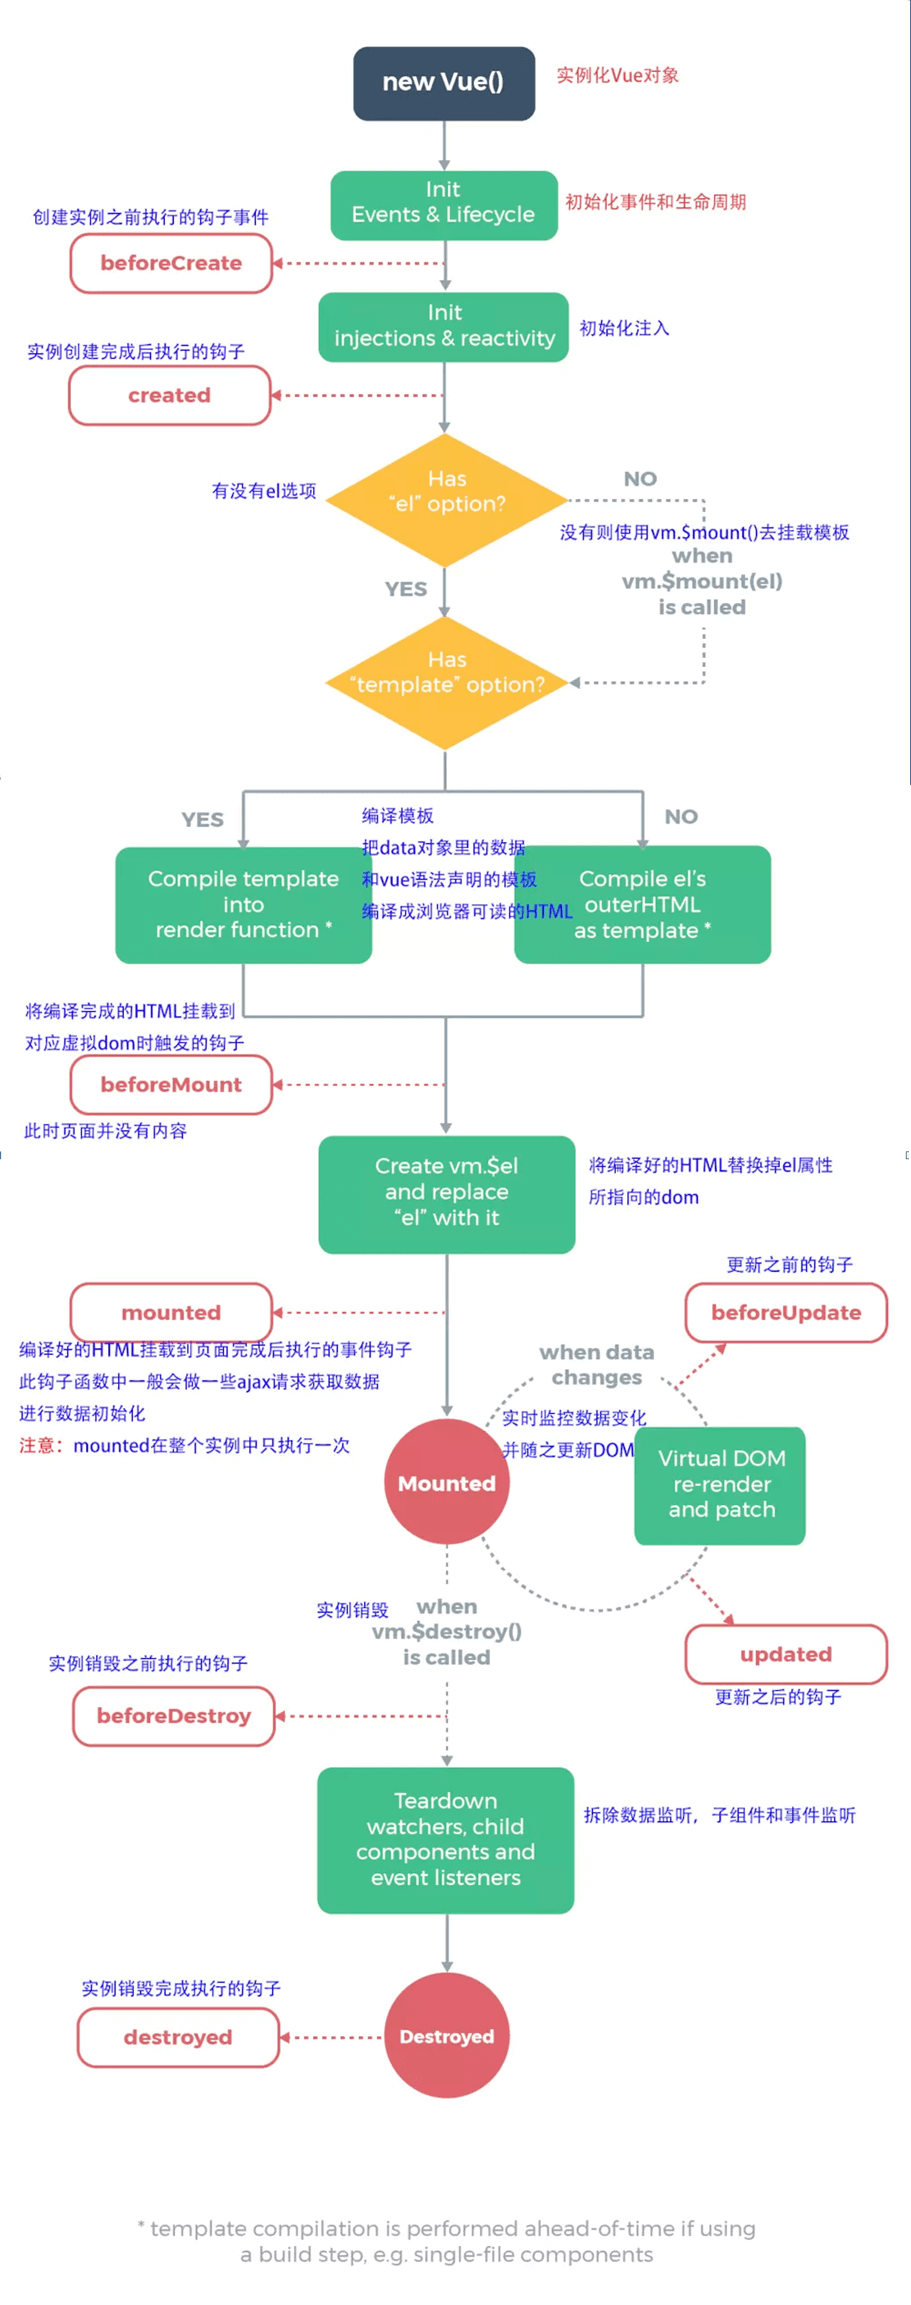 new Vue()
实例化Vue对象
Init
Events & Lifecycle
初始化事件和生命周期
创建实例之前执行的钩子事件
beforeCreate
Init
injections & reactivity
初始化注入
实例创建完成后执行的钩子
created
Has
“el” option?
有没有el选项
NO
没有则使用vm.$mount()去挂载模板
when
vm.$mount(el)
is called
YES
Has
“template” option?
YES
NO
编译模板
把data对象里的数据
和vue语法声明的模板
编译成浏览器可读的HTML
Compile template
into
render function *
Compile el’s
outerHTML
as template *
将编译完成的HTML挂载到
对应虚拟dom时触发的钩子
beforeMount
此时页面并没有内容
Create vm.$el
and replace
“el” with it
将编译好的HTML替换掉el属性
所指向的dom
mounted
编译好的HTML挂载到页面完成后执行的事件钩子
此钩子函数中一般会做一些ajax请求获取数据
进行数据初始化
注意：mounted在整个实例中只执行一次
更新之前的钩子
beforeUpdate
when data
changes
实时监控数据变化
并随之更新DOM
Mounted
Virtual DOM
re-render
and patch
updated
更新之后的钩子
实例销毁
when
vm.$destroy()
is called
实例销毁之前执行的钩子
beforeDestroy
Teardown
watchers, child
components and
event listeners
拆除数据监听，子组件和事件监听
实例销毁完成执行的钩子
destroyed
Destroyed
* template compilation is performed ahead-of-time if using
a build step, e.g. single-file components